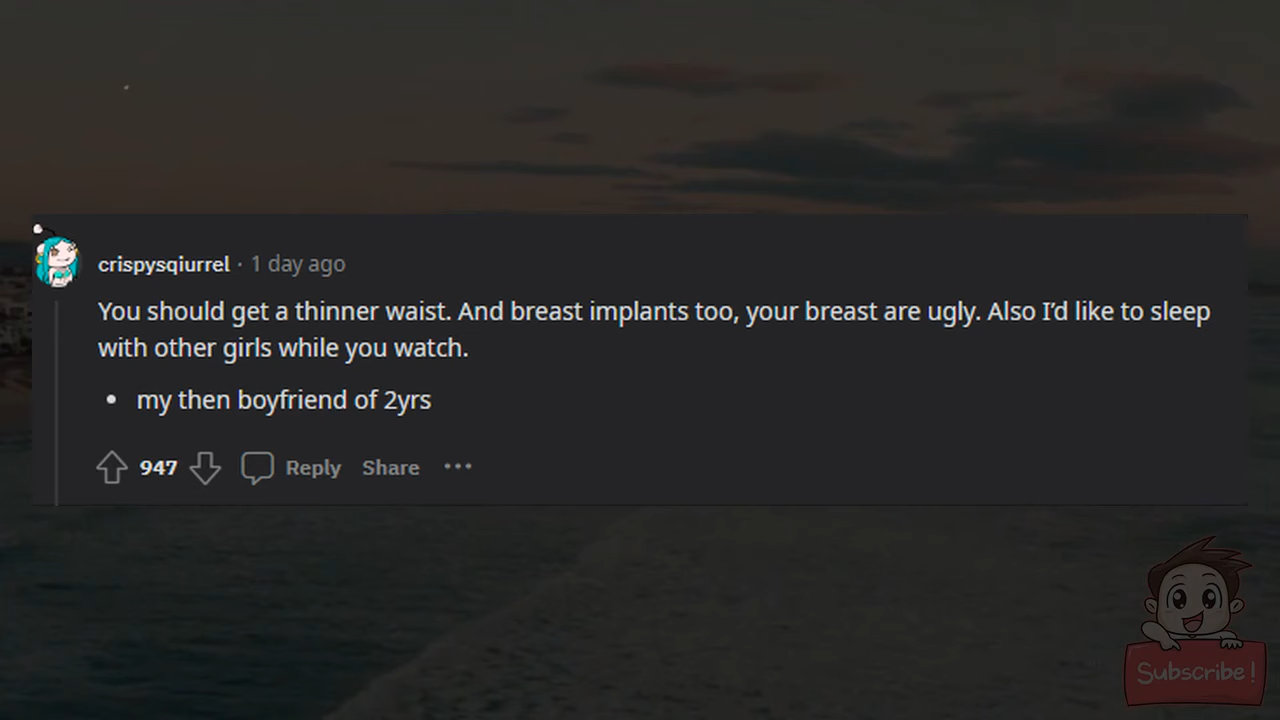 crispysqiurrel · 1 day ago
You should get a thinner waist. And breast implants too, your breast are ugly. Also I'd like to sleep
with other girls while you watch.
• my then boyfriend of 2yrs
947 Reply Share ···
Subscribe!